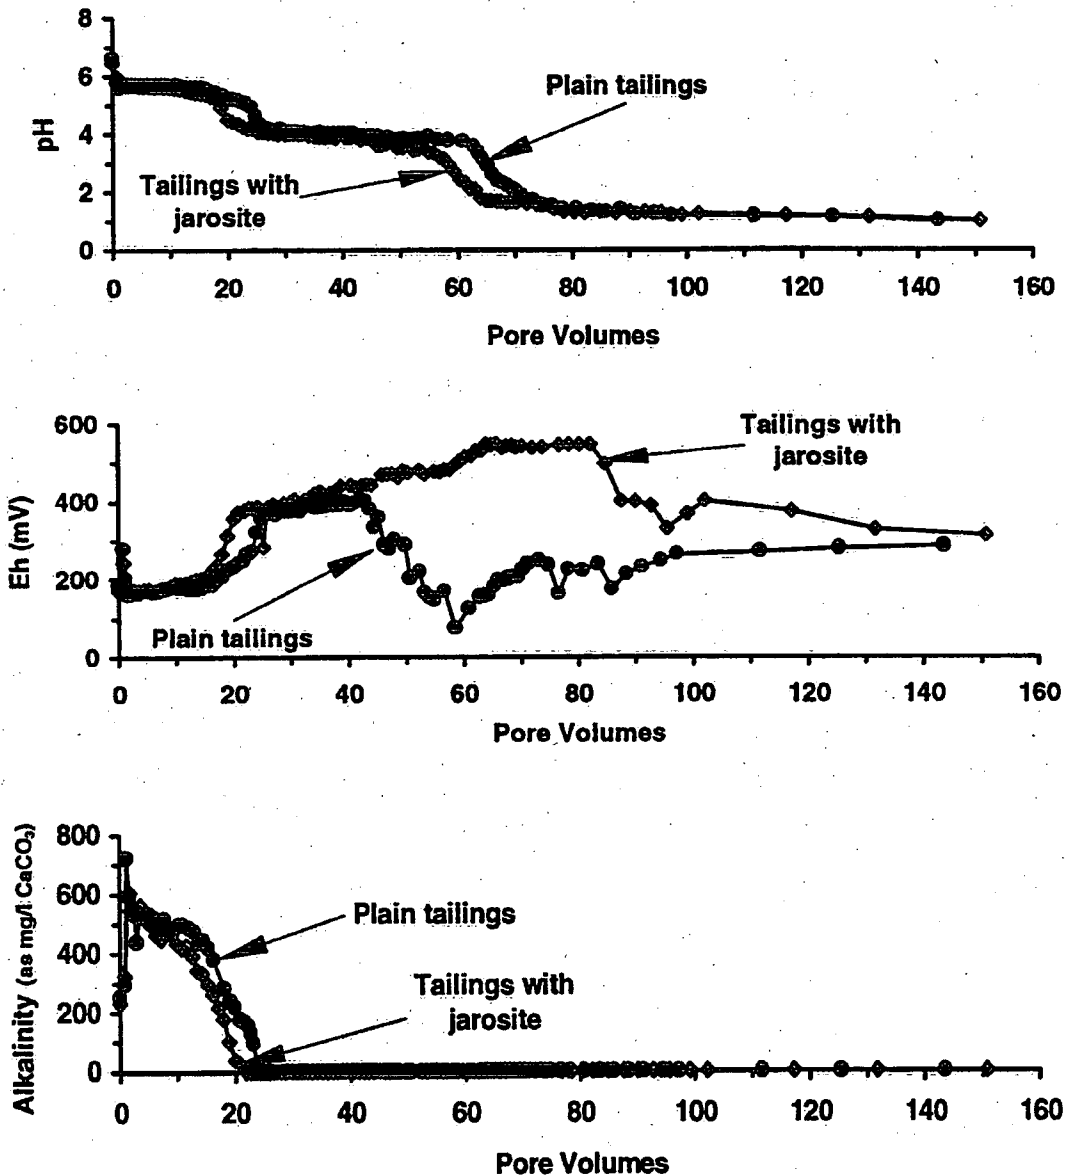 8
6
4
2
0
pH
Plain tailings
Tailings with
jarosite
0 20 40 60 80 100 120 140 160
Pore Volumes
600
400
200
0
Eh (mV)
Tailings with
jarosite
Plain tailings
0 20 40 60 80 100 120 140 160
Pore Volumes
800
600
400
200
0
Alkalinity (as mg/l CaCO₃)
Plain tailings
Tailings with
jarosite
0 20 40 60 80 100 120 140 160
Pore Volumes